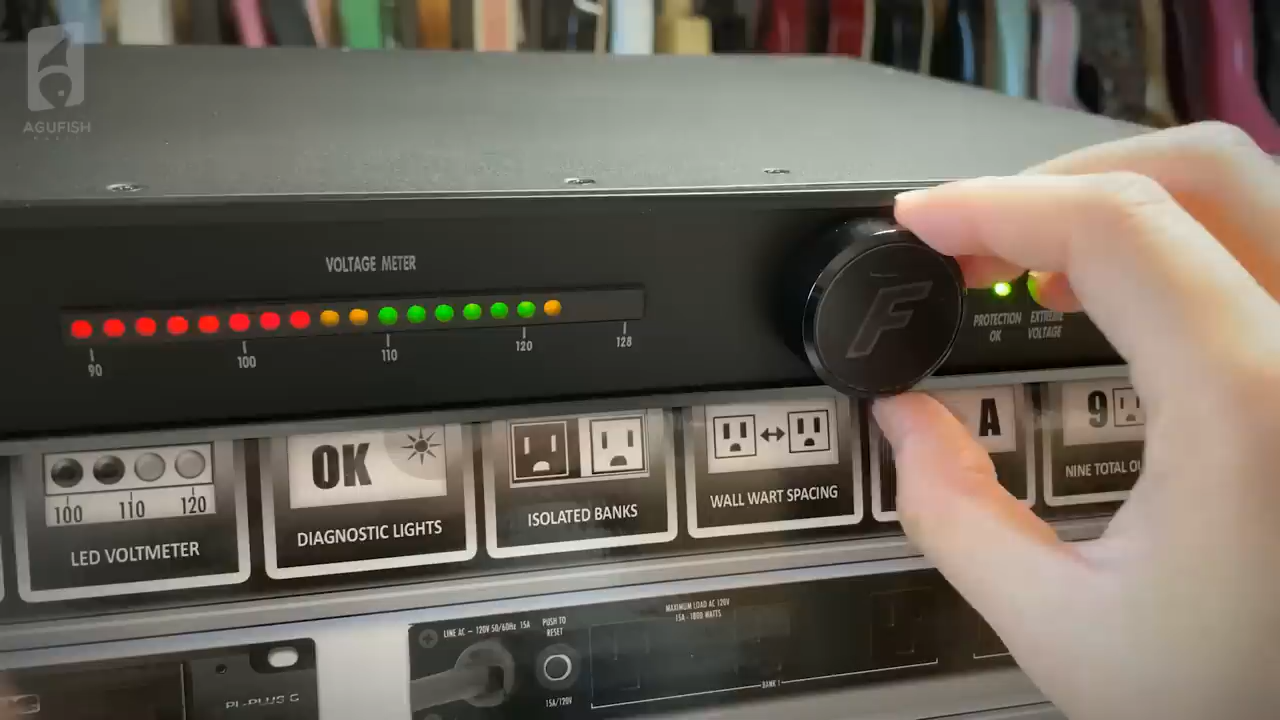 AGUFISH
VOLTAGE METER
90
100
110
120
128
F
PROTECTION
OK
EXTREME
VOLTAGE
100 110 120
LED VOLTMETER
OK
DIAGNOSTIC LIGHTS
ISOLATED BANKS
WALL WART SPACING
A
9
NINE TOTAL OU
LINE AC – 120V 50/60Hz 15A
PUSH TO
RESET
15A/120V
MAXIMUM LOAD AC 120V
15A - 1800 WATTS
BANK 1
PL-PLUS C